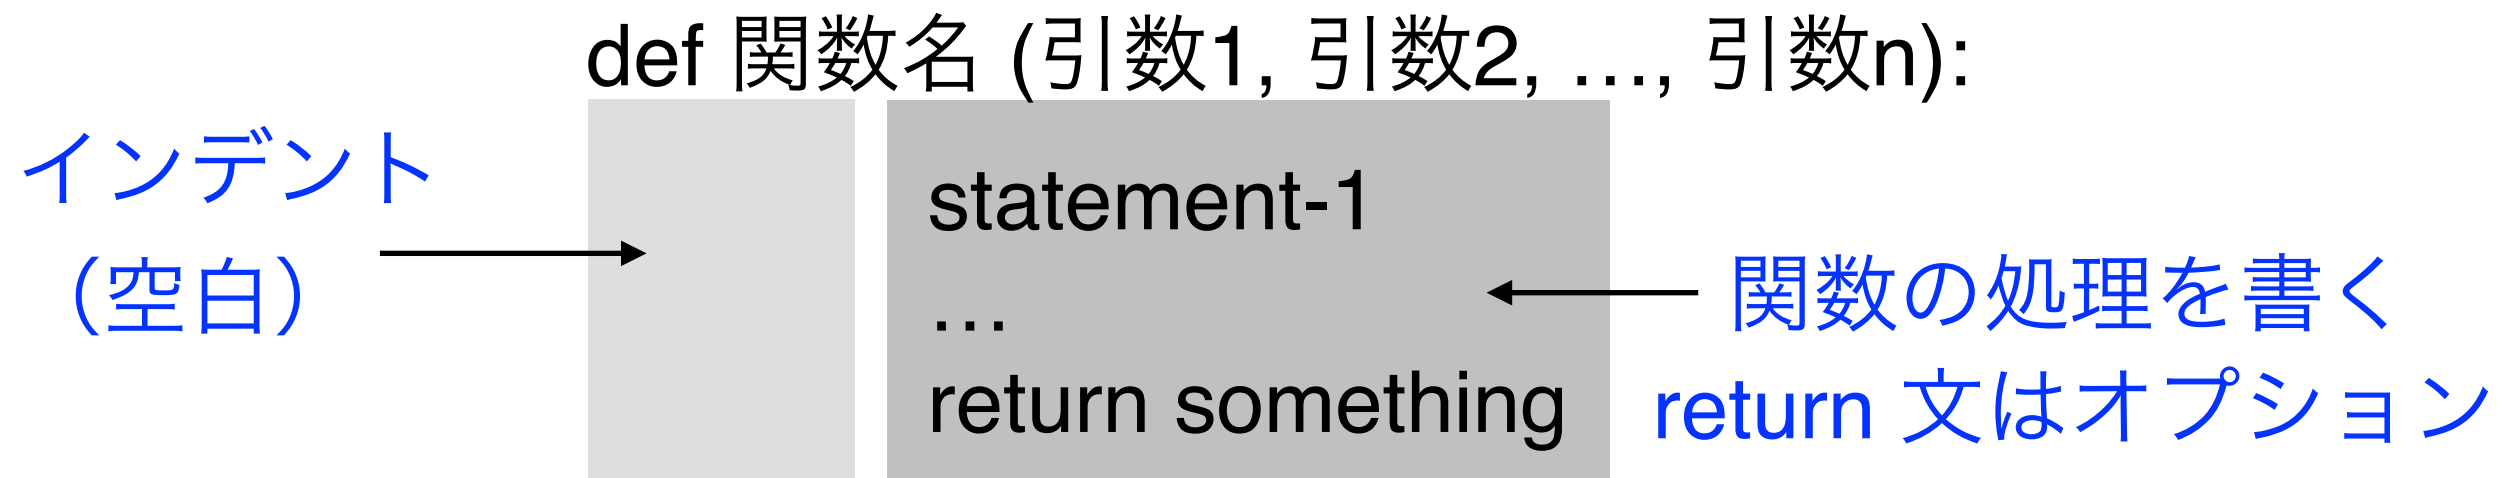 def 関数名 (引数1, 引数2, ..., 引数n):
インデント
(空白)
statement-1
...
return something
関数の処理を書く
return 文はオプション